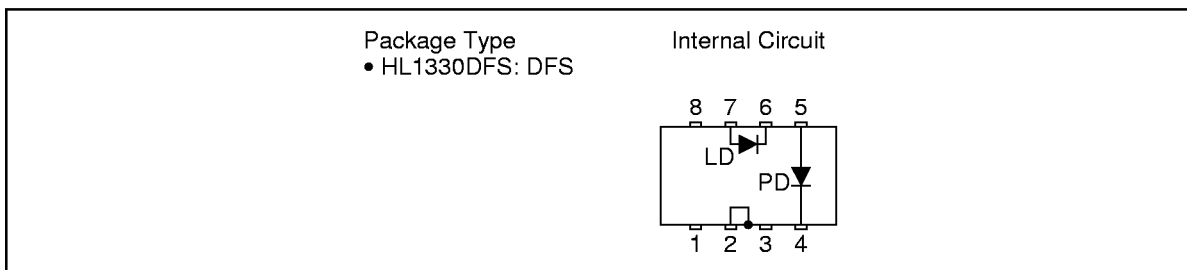 Package Type
• HL1330DFS: DFS
Internal Circuit
8 7 6 5
LD
PD
1 2 3 4